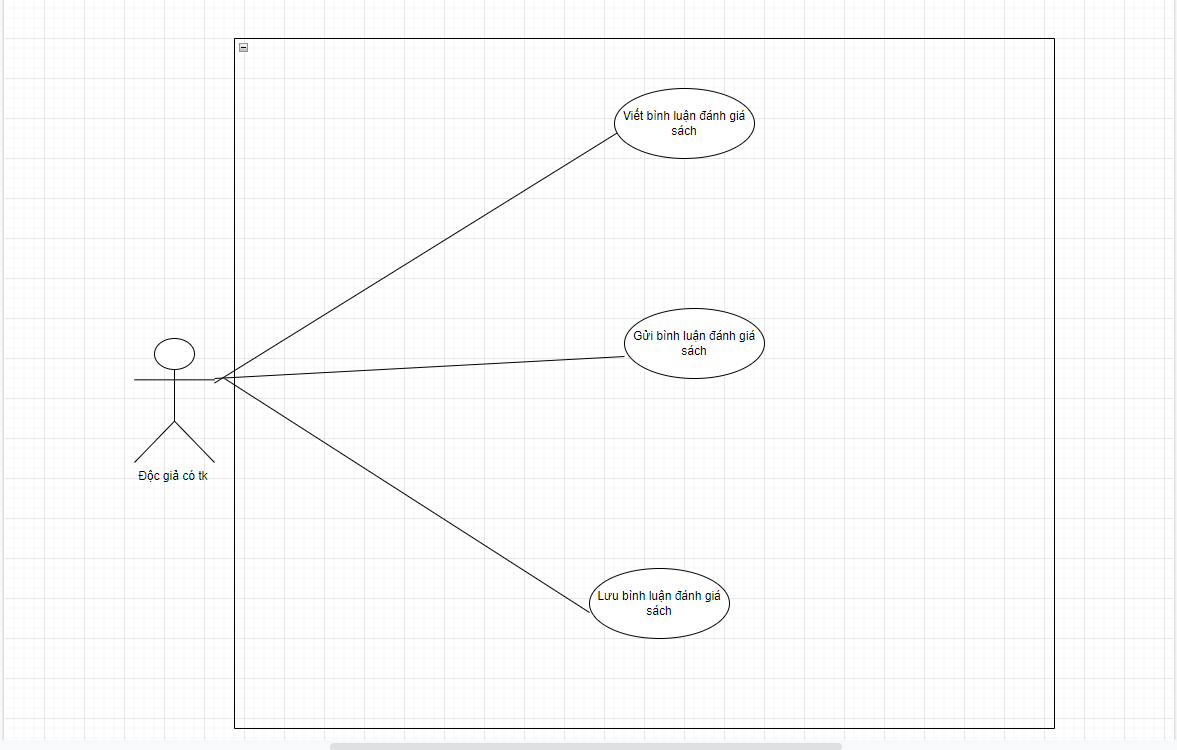 Viết bình luận đánh giá
sách
Gửi bình luận đánh giá
sách
Độc giả có tk
Lưu bình luận đánh giá
sách